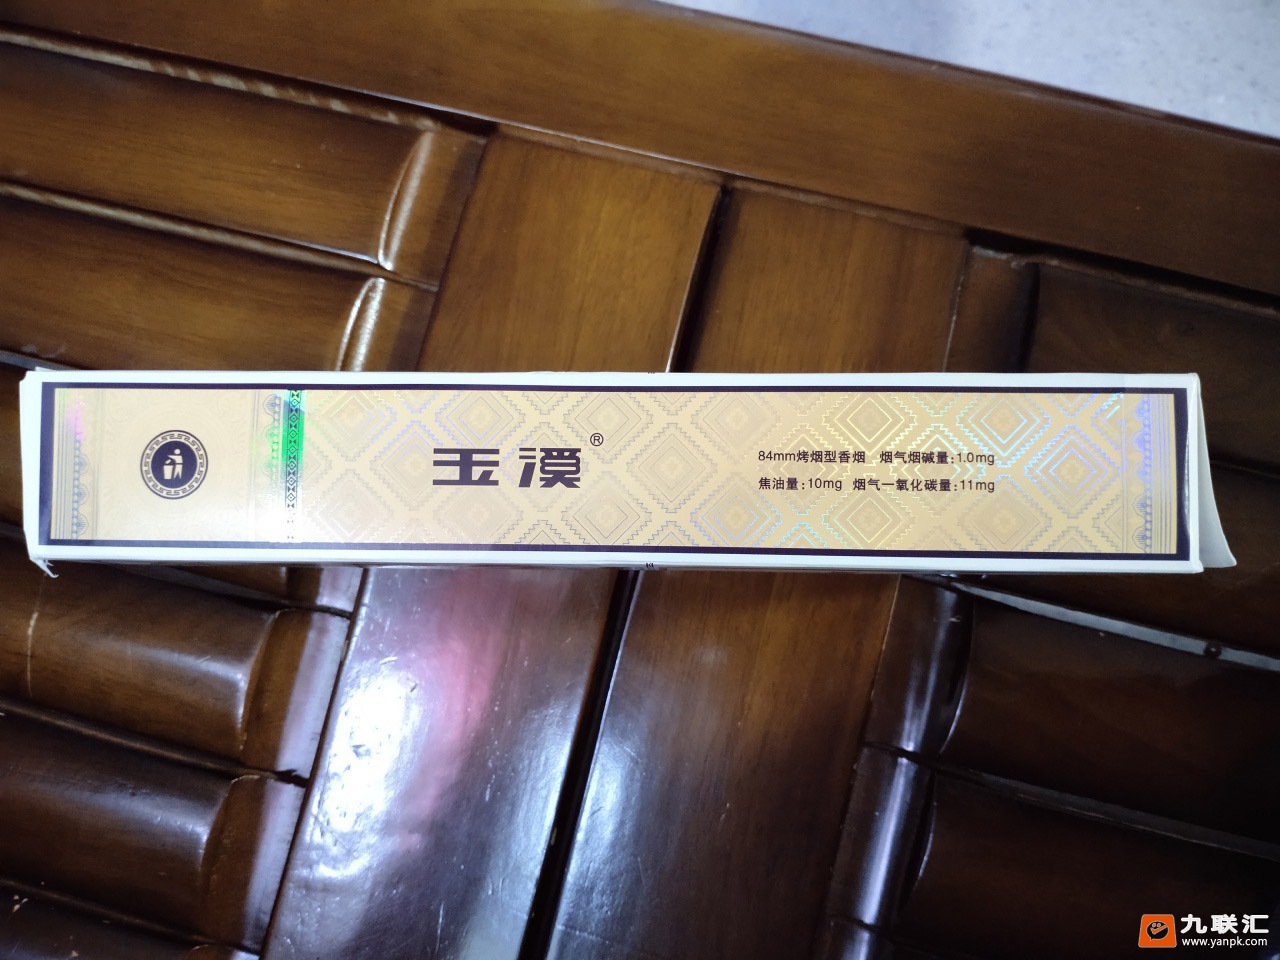 玉溪®
84mm烤烟型香烟 烟气烟碱量:1.0mg
焦油量:10mg 烟气一氧化碳量:11mg
九联汇
www.yanpk.com